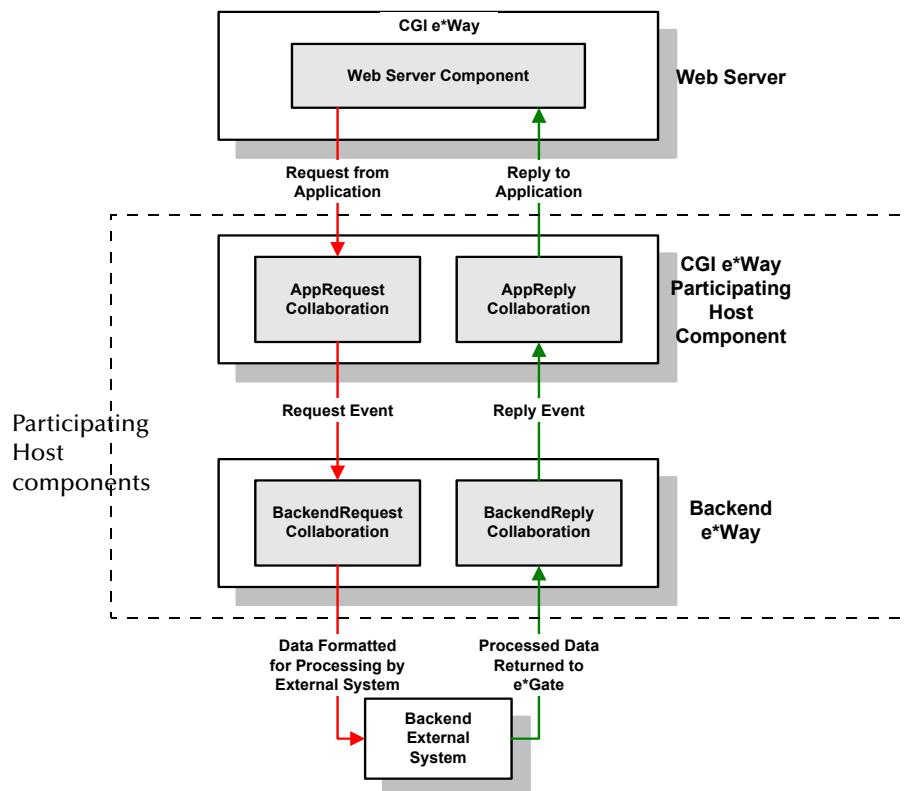 CGI e*Way
Web Server Component
Web Server
Request from
Application
Reply to
Application
AppRequest
Collaboration
AppReply
Collaboration
CGI e*Way
Participating
Host
Component
Request Event
Reply Event
Participating
Host
components
BackendRequest
Collaboration
BackendReply
Collaboration
Backend
e*Way
Data Formatted
for Processing by
External System
Processed Data
Returned to
e*Gate
Backend
External
System